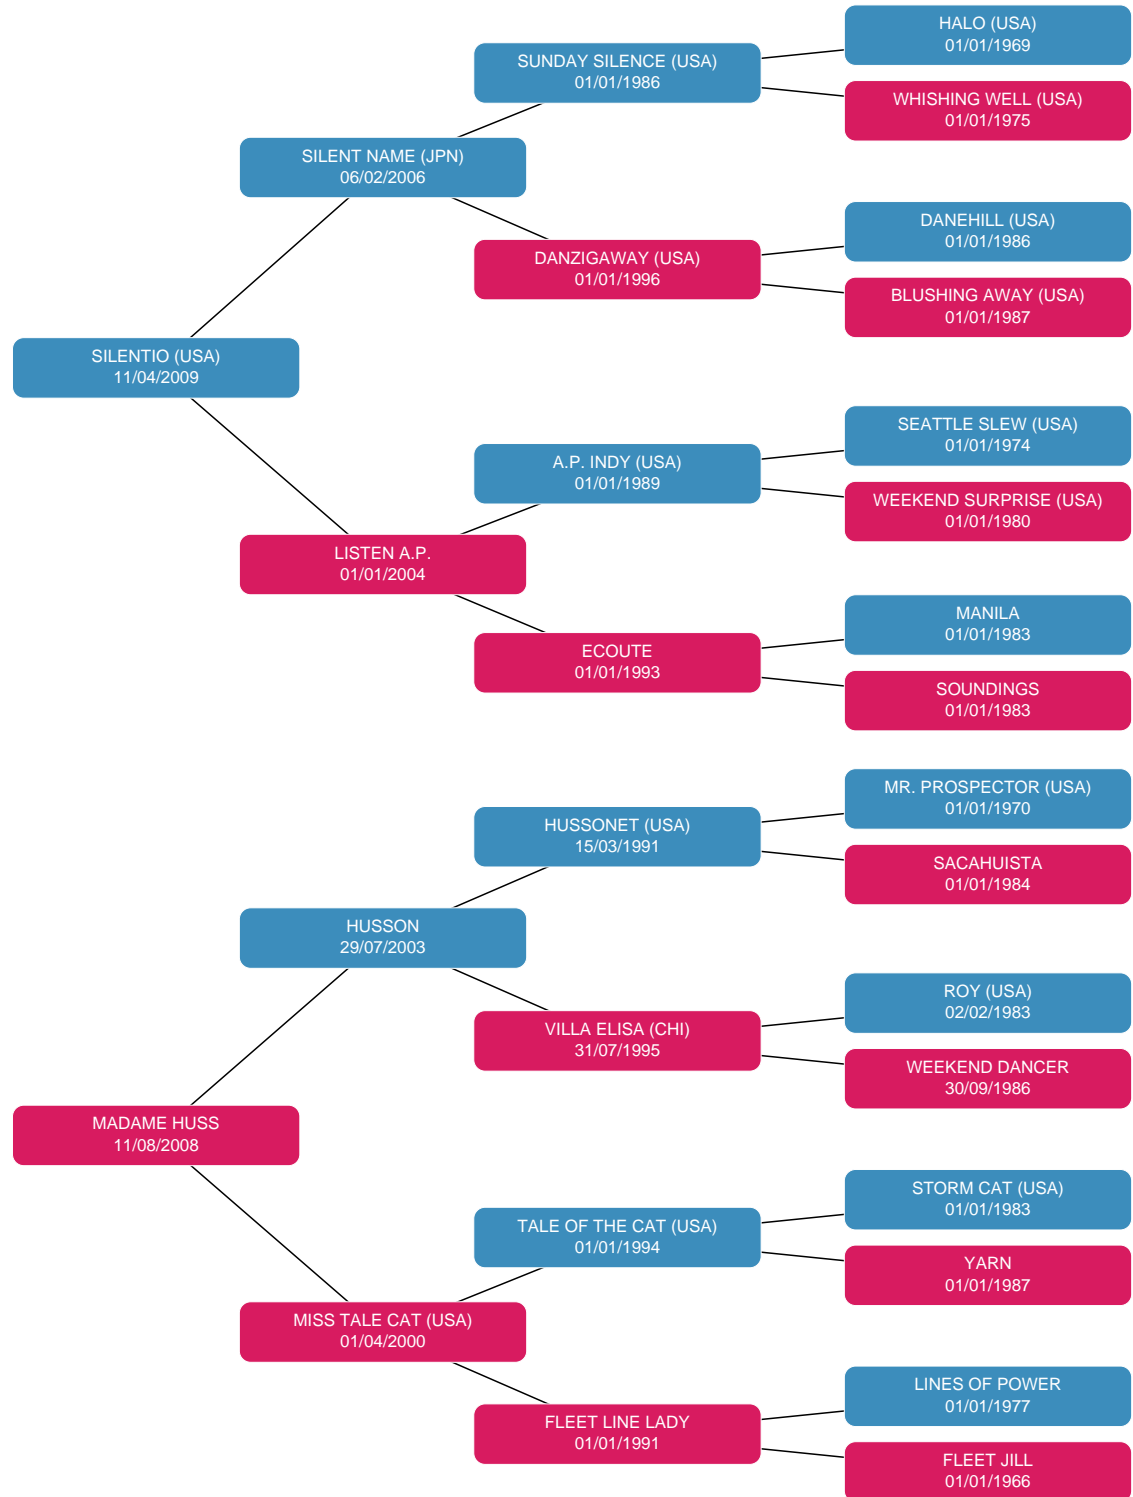 HALO (USA)
01/01/1969
SUNDAY SILENCE (USA)
01/01/1986
WHISHING WELL (USA)
01/01/1975
SILENT NAME (JPN)
06/02/2006
DANEHILL (USA)
01/01/1986
DANZIGAWAY (USA)
01/01/1996
BLUSHING AWAY (USA)
01/01/1987
SILENTIO (USA)
11/04/2009
SEATTLE SLEW (USA)
01/01/1974
A.P. INDY (USA)
01/01/1989
WEEKEND SURPRISE (USA)
01/01/1980
LISTEN A.P.
01/01/2004
MANILA
01/01/1983
ECOUTE
01/01/1993
SOUNDINGS
01/01/1983
MR. PROSPECTOR (USA)
01/01/1970
HUSSONET (USA)
15/03/1991
SACAHUISTA
01/01/1984
HUSSON
29/07/2003
ROY (USA)
02/02/1983
VILLA ELISA (CHI)
31/07/1995
WEEKEND DANCER
30/09/1986
MADAME HUSS
11/08/2008
STORM CAT (USA)
01/01/1983
TALE OF THE CAT (USA)
01/01/1994
YARN
01/01/1987
MISS TALE CAT (USA)
01/04/2000
LINES OF POWER
01/01/1977
FLEET LINE LADY
01/01/1991
FLEET JILL
01/01/1966